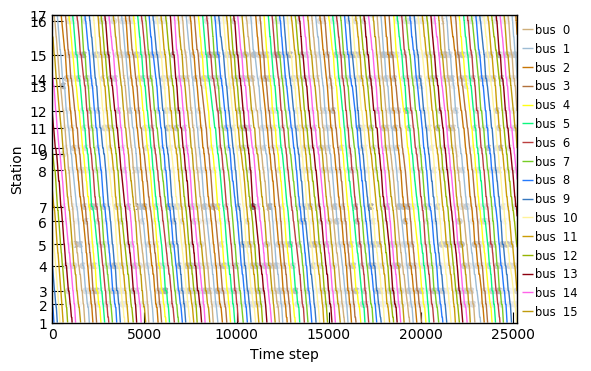 17
16
15
14
13
12
11
10
9
8
7
6
5
4
3
2
1
Station
0 5000 10000 15000 20000 25000
Time step
bus 0
bus 1
bus 2
bus 3
bus 4
bus 5
bus 6
bus 7
bus 8
bus 9
bus 10
bus 11
bus 12
bus 13
bus 14
bus 15